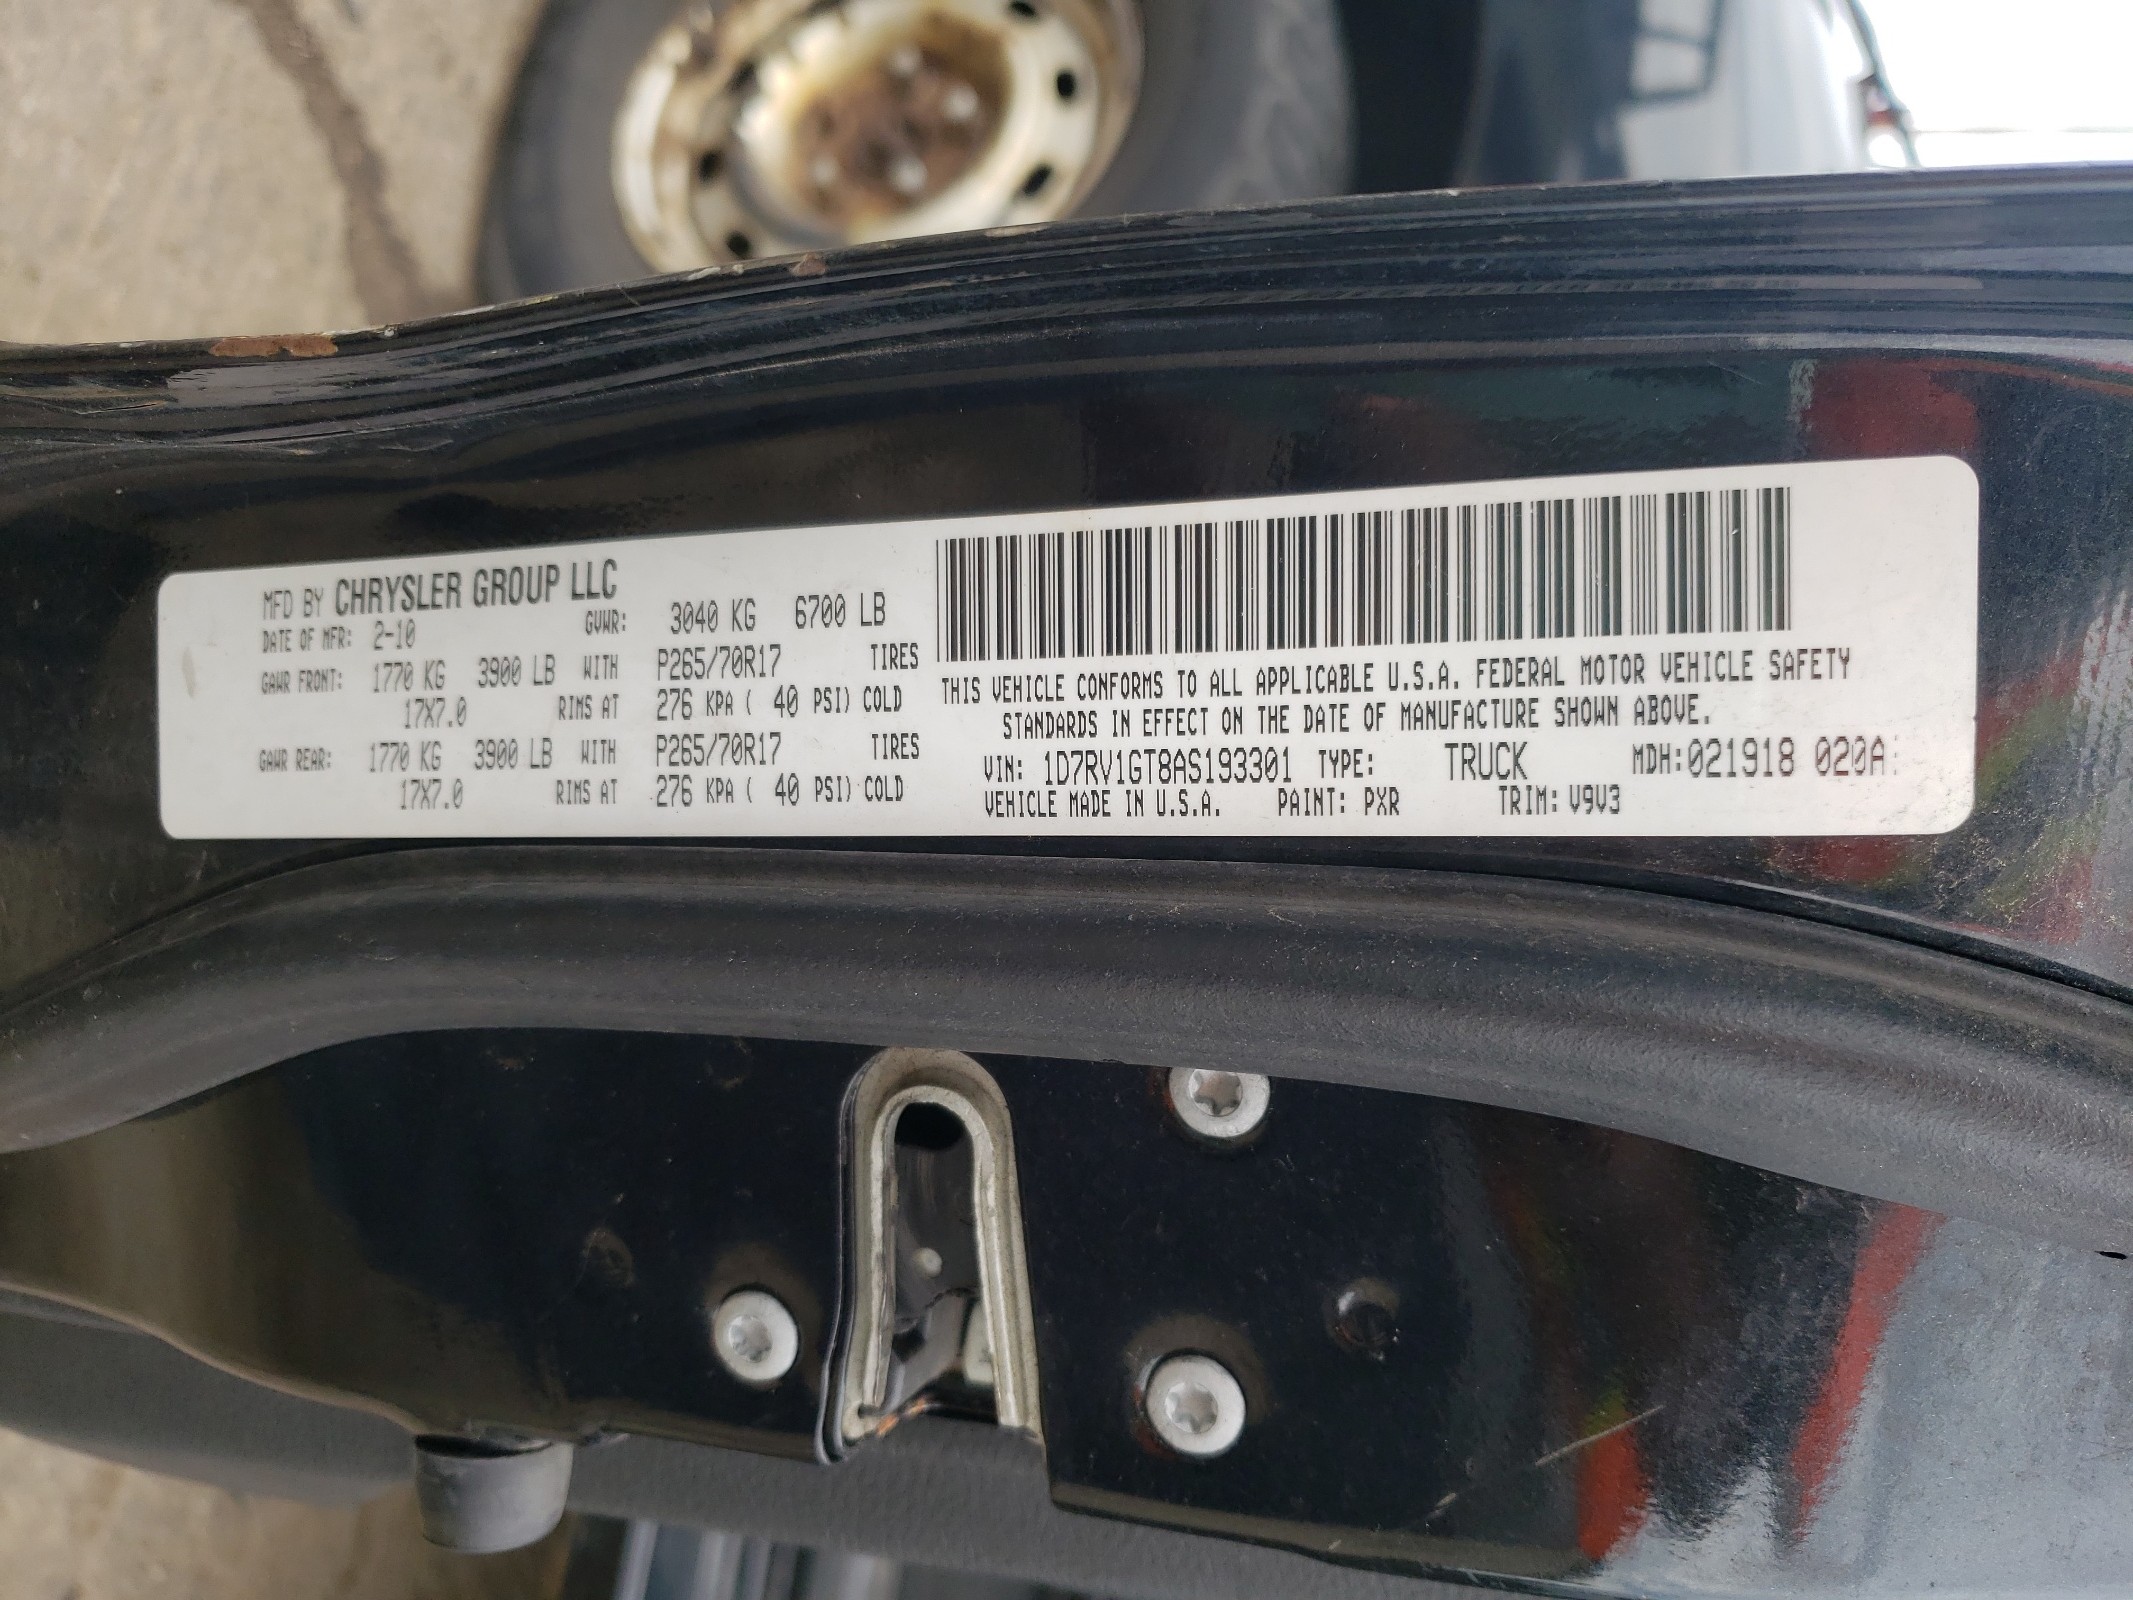 MFD BY CHRYSLER GROUP LLC
DATE OF MFR: 2-10 GVWR: 3040 KG 6700 LB
GAWR FRONT: 1770 KG 3900 LB WITH P265/70R17 TIRES
17X7.0 RIMS AT 276 KPA ( 40 PSI) COLD
GAWR REAR: 1770 KG 3900 LB WITH P265/70R17 TIRES
17X7.0 RIMS AT 276 KPA ( 40 PSI) COLD
THIS VEHICLE CONFORMS TO ALL APPLICABLE U.S.A. FEDERAL MOTOR VEHICLE SAFETY
STANDARDS IN EFFECT ON THE DATE OF MANUFACTURE SHOWN ABOVE.
VIN: 1D7RV1GT8AS193301 TYPE: TRUCK MDH:021918 020A
VEHICLE MADE IN U.S.A. PAINT: PXR TRIM: V9V3